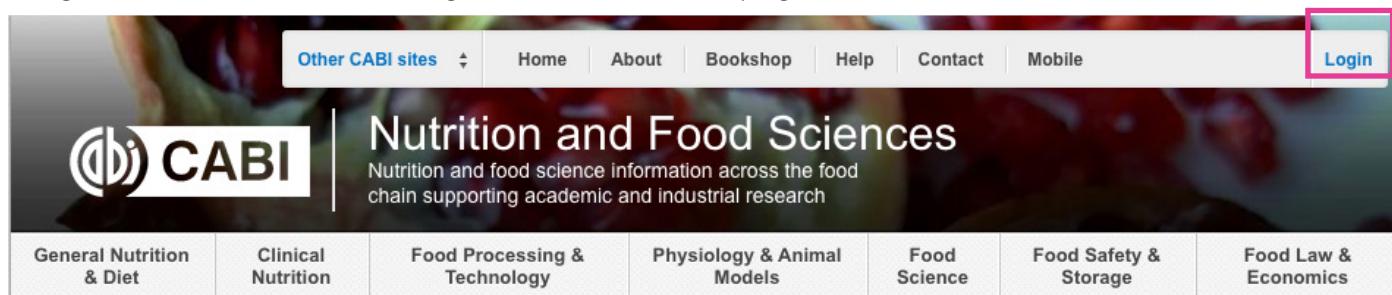 Other CABI sites Home About Bookshop Help Contact Mobile Login
CABI
Nutrition and Food Sciences
Nutrition and food science information across the food
chain supporting academic and industrial research
General Nutrition
& Diet
Clinical
Nutrition
Food Processing &
Technology
Physiology & Animal
Models
Food
Science
Food Safety &
Storage
Food Law &
Economics